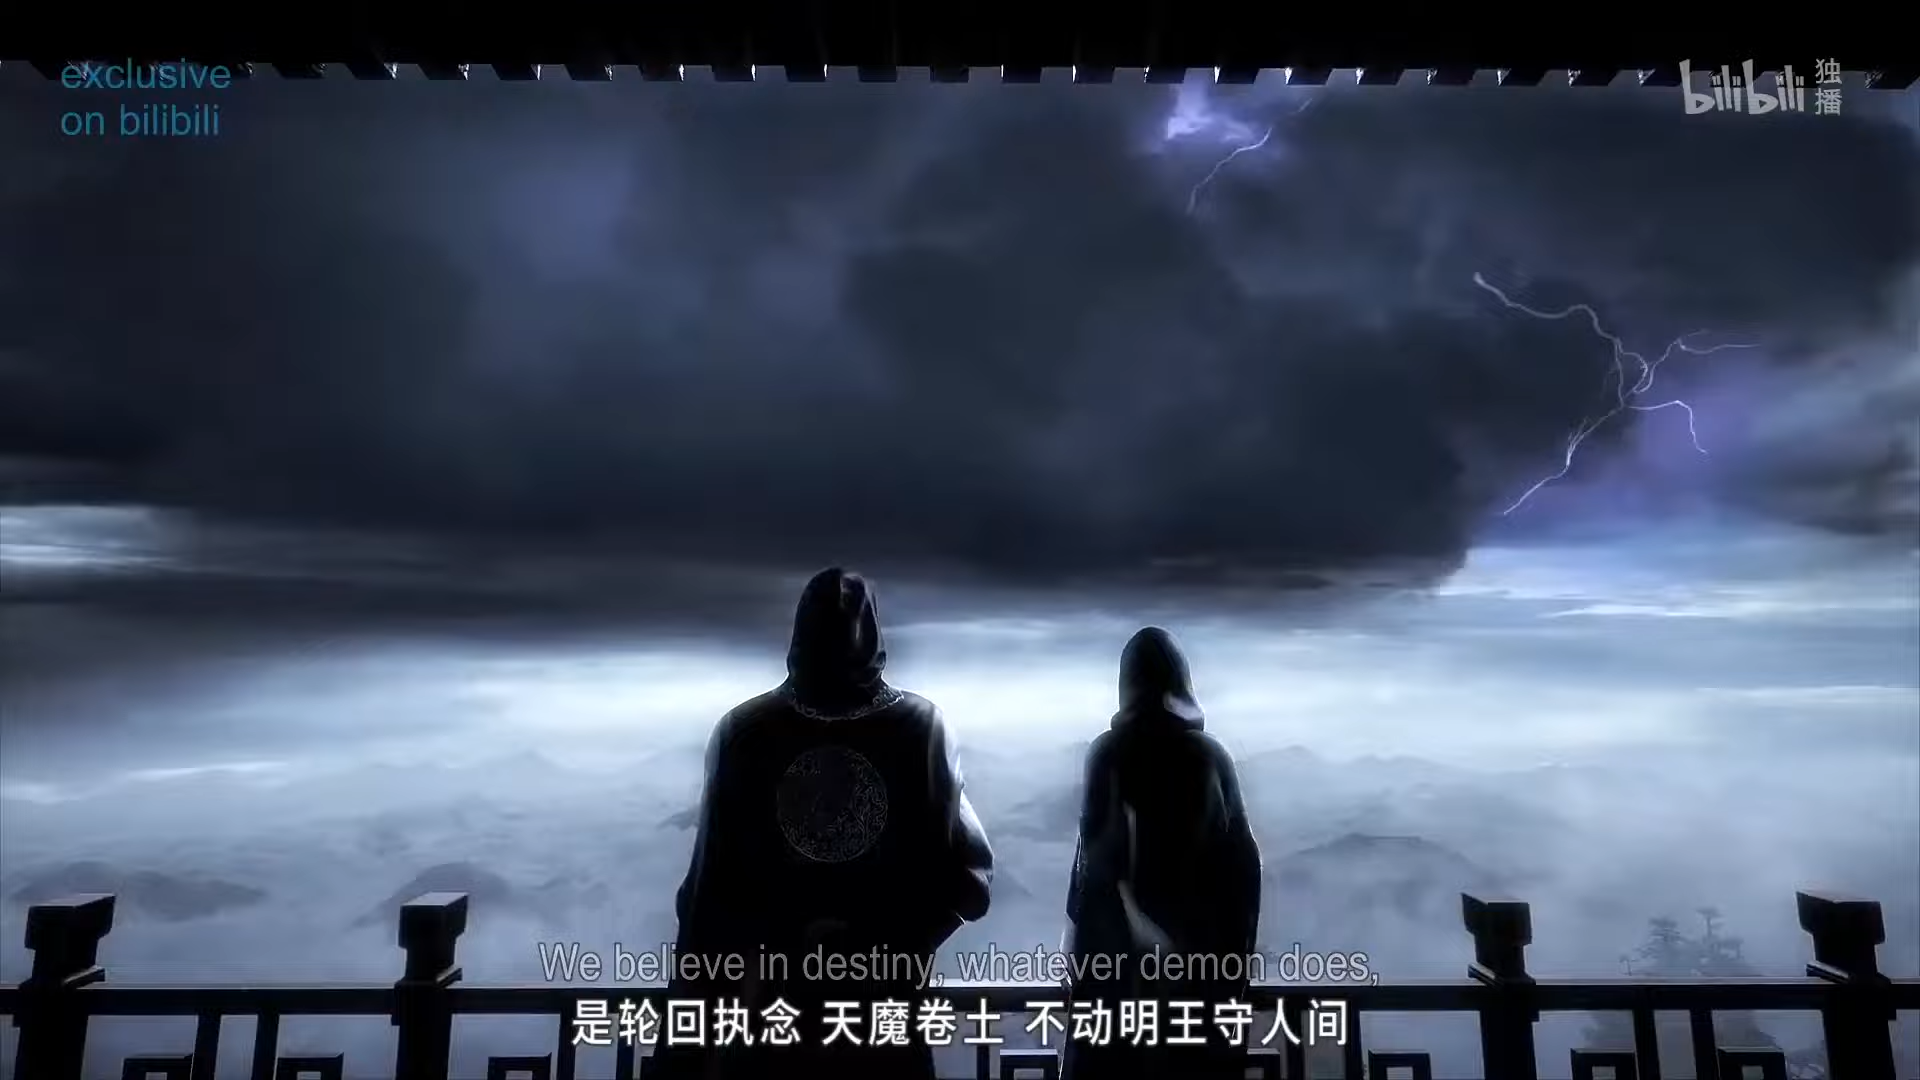 exclusive
on bilibili
bilibili 独播
We believe in destiny, whatever demon does,
是轮回执念 天魔卷土 不动明王守人间